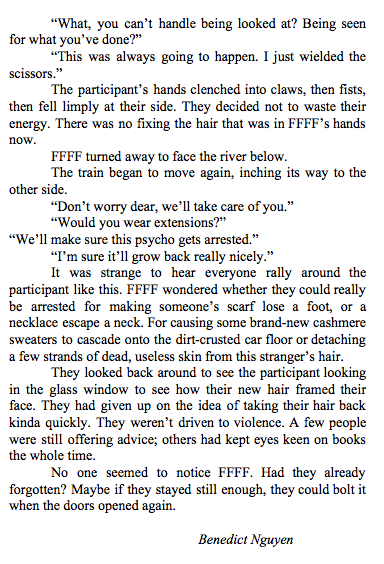 “What, you can’t handle being looked at? Being seen
for what you’ve done?”
“This was always going to happen. I just wielded the
scissors.”
The participant’s hands clenched into claws, then fists,
then fell limply at their side. They decided not to waste their
energy. There was no fixing the hair that was in FFFF’s hands
now.
FFFF turned away to face the river below.
The train began to move again, inching its way to the
other side.
“Don’t worry dear, we’ll take care of you.”
“Would you wear extensions?”
“We’ll make sure this psycho gets arrested.”
“I’m sure it’ll grow back really nicely.”
It was strange to hear everyone rally around the
participant like this. FFFF wondered whether they could really
be arrested for making someone’s scarf lose a foot, or a
necklace escape a neck. For causing some brand-new cashmere
sweaters to cascade onto the dirt-crusted car floor or detaching
a few strands of dead, useless skin from this stranger’s hair.
They looked back around to see the participant looking
in the glass window to see how their new hair framed their
face. They had given up on the idea of taking their hair back
kinda quickly. They weren’t driven to violence. A few people
were still offering advice; others had kept eyes keen on books
the whole time.
No one seemed to notice FFFF. Had they already
forgotten? Maybe if they stayed still enough, they could bolt it
when the doors opened again.
Benedict Nguyen